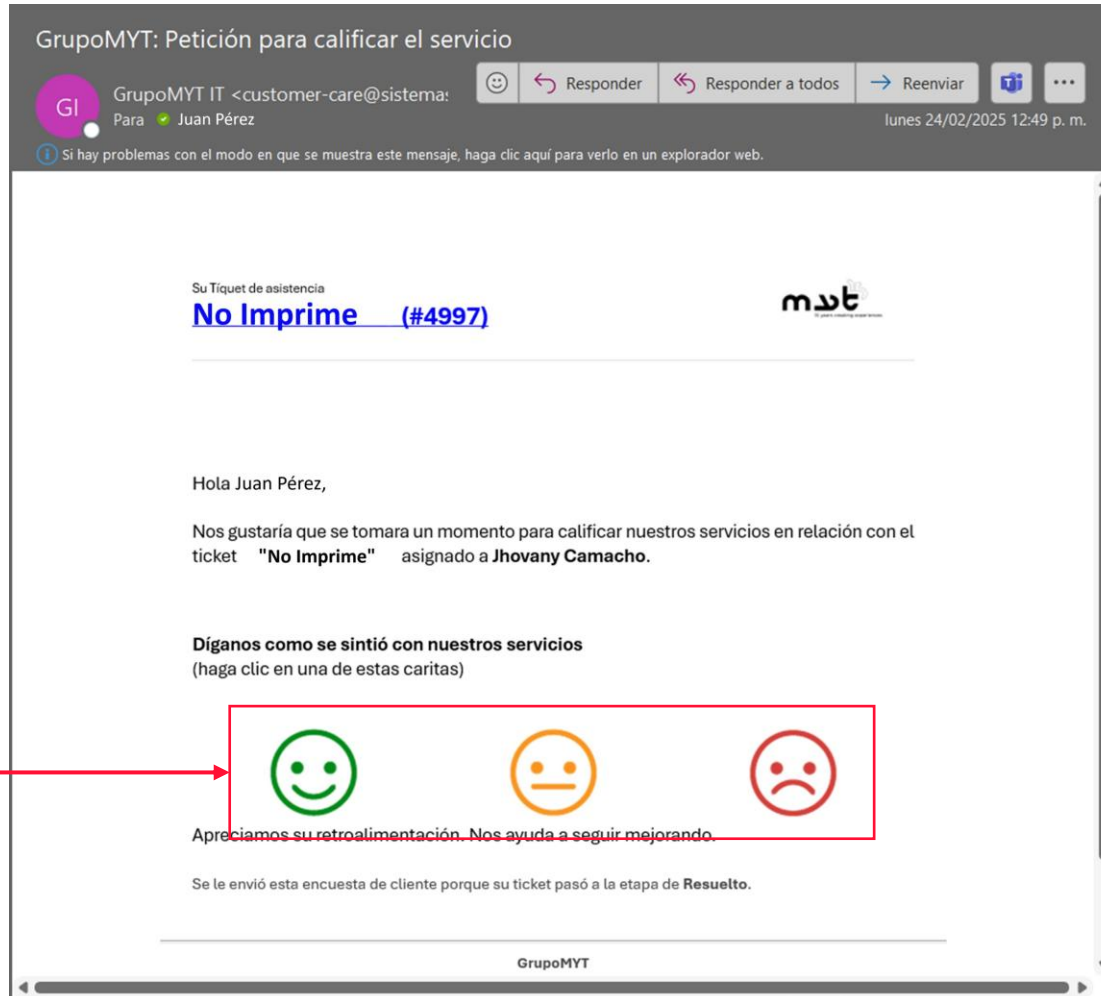 GrupoMYT: Petición para calificar el servicio
GI
GrupoMYT IT <customer-care@sistemas
Responder
Responder a todos
Reenviar
Para Juan Pérez
lunes 24/02/2025 12:49 p. m.
Si hay problemas con el modo en que se muestra este mensaje, haga clic aquí para verlo en un explorador web.
Su Tíquet de asistencia
No Imprime (#4997)
myt
Hola Juan Pérez,
Nos gustaría que se tomara un momento para calificar nuestros servicios en relación con el
ticket "No Imprime" asignado a Jhovany Camacho.
Díganos como se sintió con nuestros servicios
(haga clic en una de estas caritas)
Apreciamos su retroalimentación. Nos ayuda a seguir mejorando.
Se le envió esta encuesta de cliente porque su ticket pasó a la etapa de Resuelto.
GrupoMYT